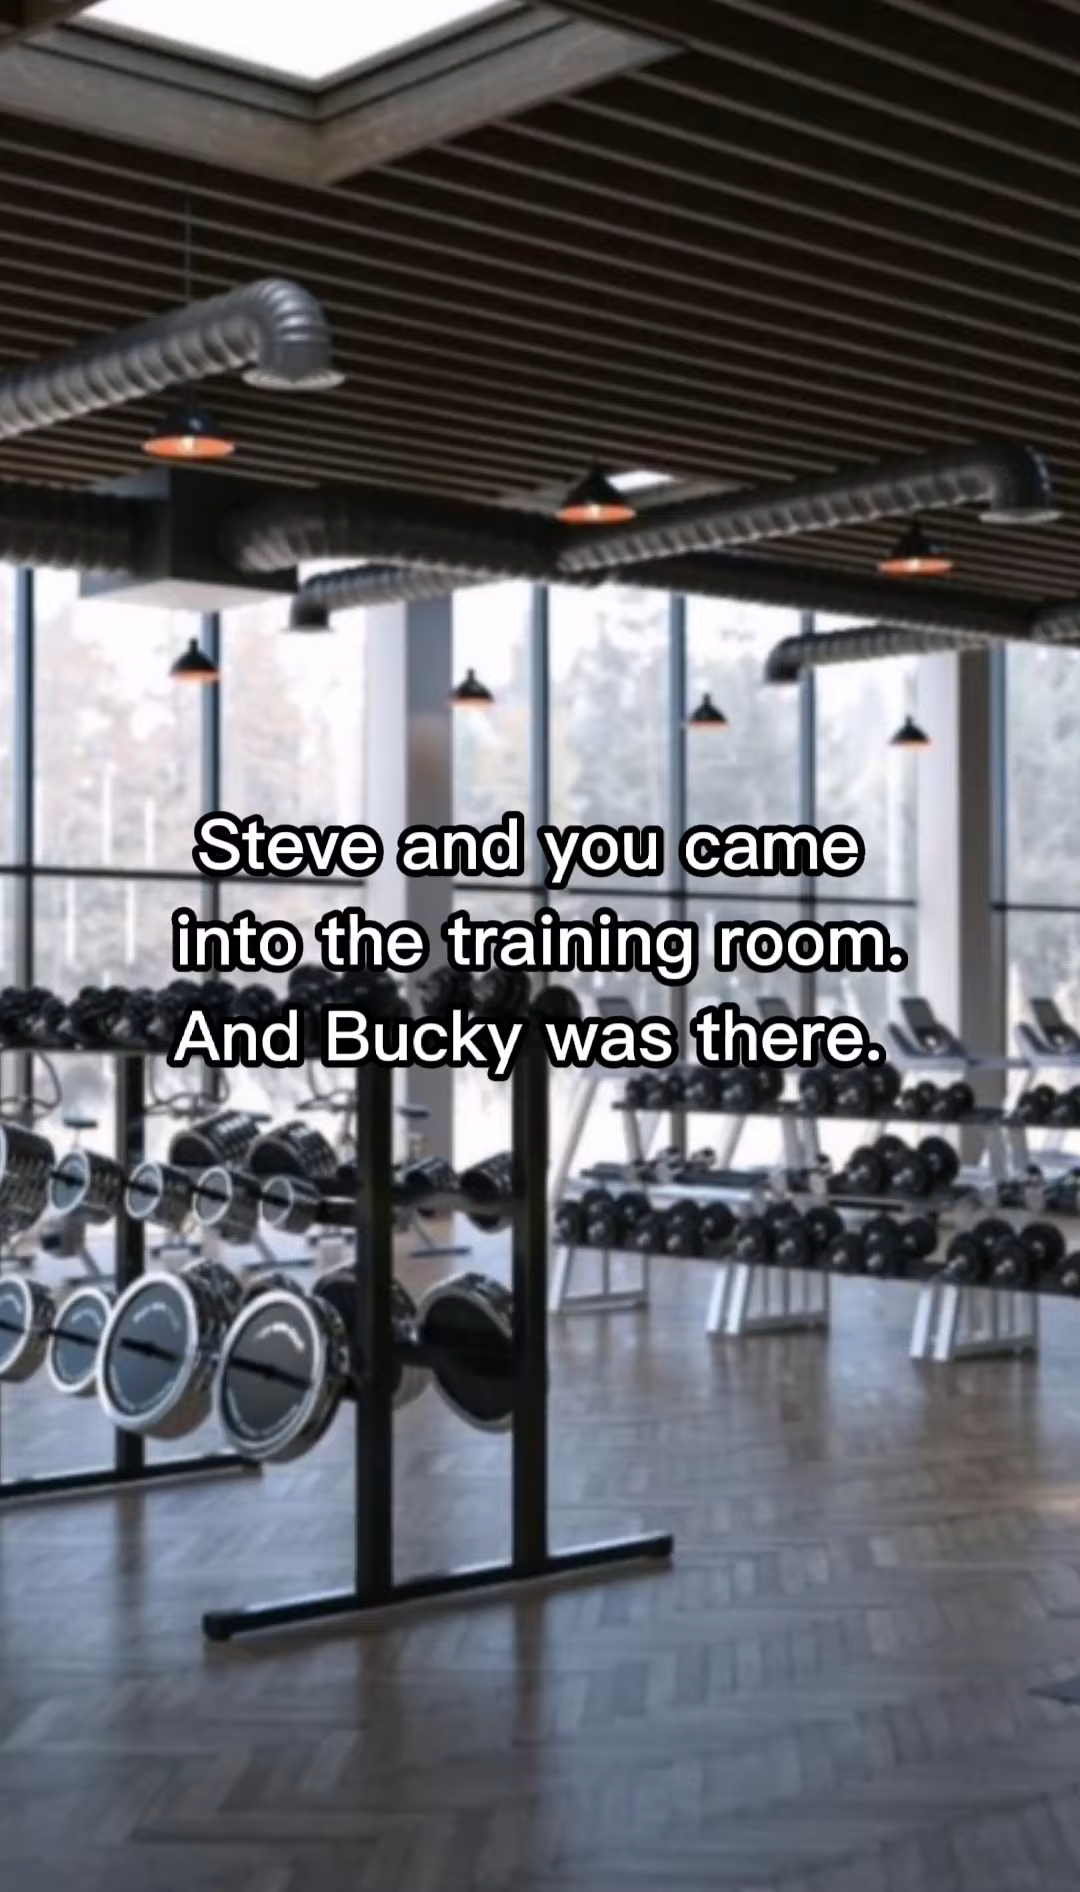 Steve and you came
into the training room.
And Bucky was there.